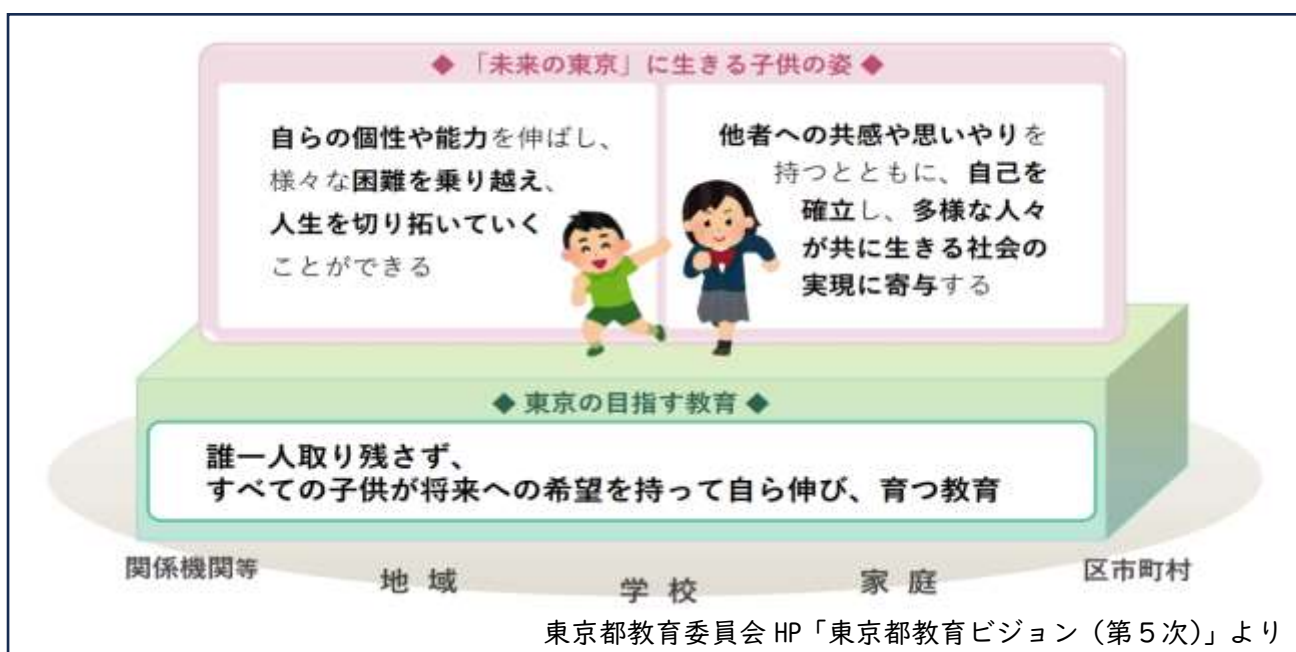 ◆ 「未来の東京」に生きる子供の姿 ◆
自らの個性や能力を伸ばし、
様々な困難を乗り越え、
人生を切り拓いていく
ことができる
他者への共感や思いやりを
持つとともに、自己を
確立し、多様な人々
が共に生きる社会の
実現に寄与する
◆ 東京の目指す教育 ◆
誰一人取り残さず、
すべての子供が将来への希望を持って自ら伸び、育つ教育
関係機関等
地 域
学 校
家 庭
区市町村
東京都教育委員会 HP「東京都教育ビジョン（第５次）」より